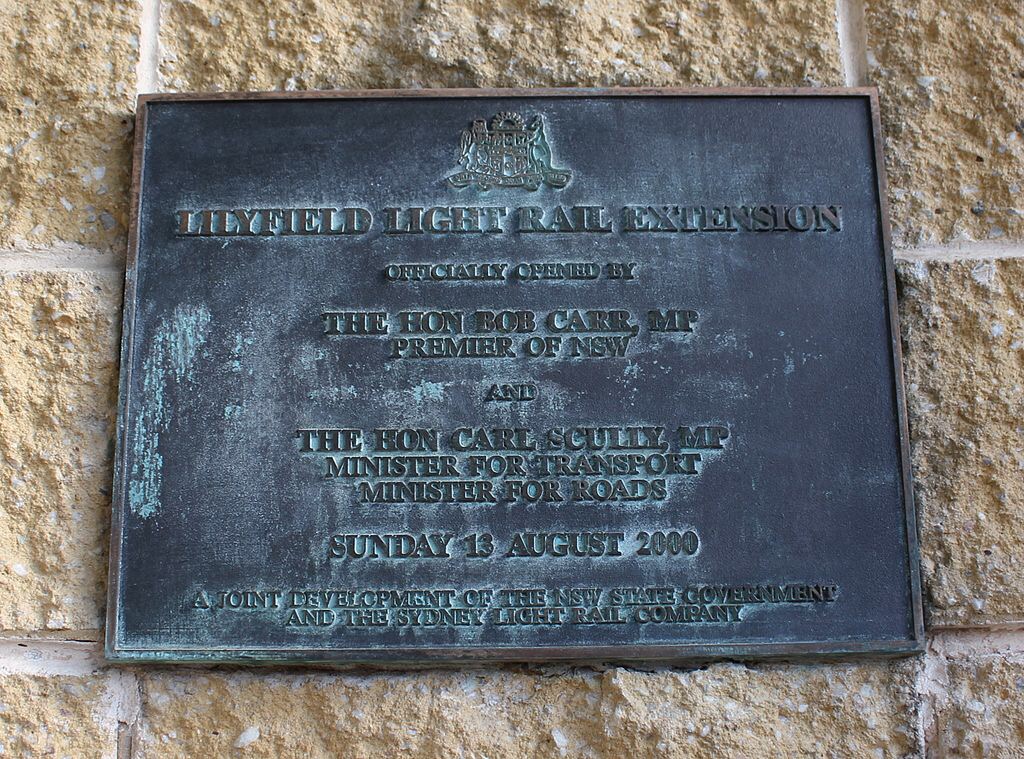 LILYFIELD LIGHT RAIL EXTENSION
OFFICIALLY OPENED BY
THE HON BOB CARR, MP
PREMIER OF NSW
AND
THE HON CARL SCULLY, MP
MINISTER FOR TRANSPORT
MINISTER FOR ROADS
SUNDAY 13 AUGUST 2000
A JOINT DEVELOPMENT OF THE NSW STATE GOVERNMENT
AND THE SYDNEY LIGHT RAIL COMPANY